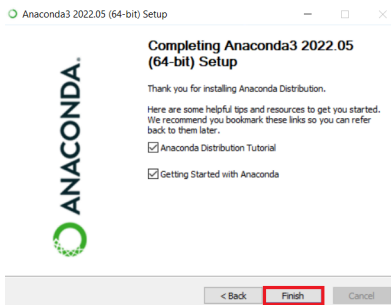 Anaconda3 2022.05 (64-bit) Setup
Completing Anaconda3 2022.05
(64-bit) Setup
Thank you for installing Anaconda Distribution.
Here are some helpful tips and resources to get you started.
We recommend you bookmark these links so you can refer
back to them later.
Anaconda Distribution Tutorial
Getting Started with Anaconda
ANACONDA.
< Back
Finish
Cancel